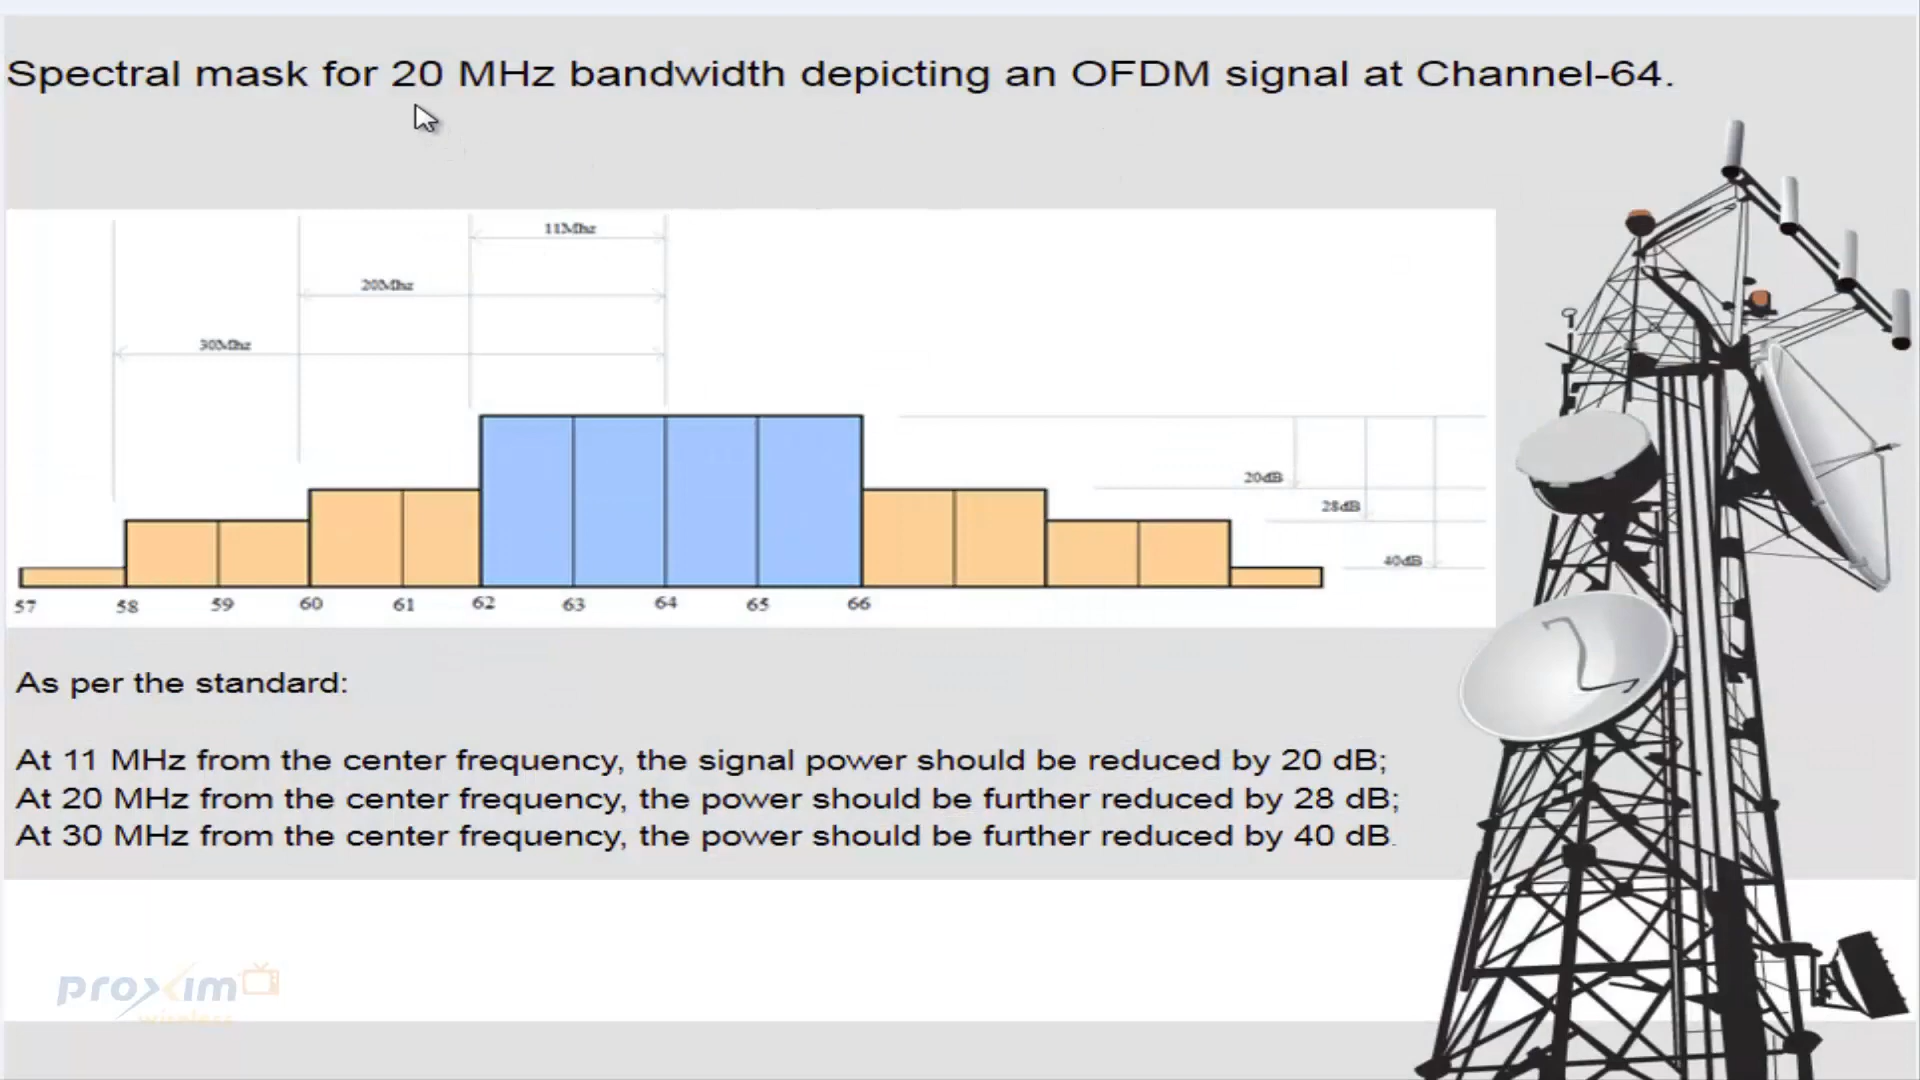 Spectral mask for 20 MHz bandwidth depicting an OFDM signal at Channel-64.
11Mhz
20Mhz
30Mhz
20dB
28dB
40dB
57 58 59 60 61 62 63 64 65 66
As per the standard:
At 11 MHz from the center frequency, the signal power should be reduced by 20 dB;
At 20 MHz from the center frequency, the power should be further reduced by 28 dB;
At 30 MHz from the center frequency, the power should be further reduced by 40 dB.
proxim
wireless